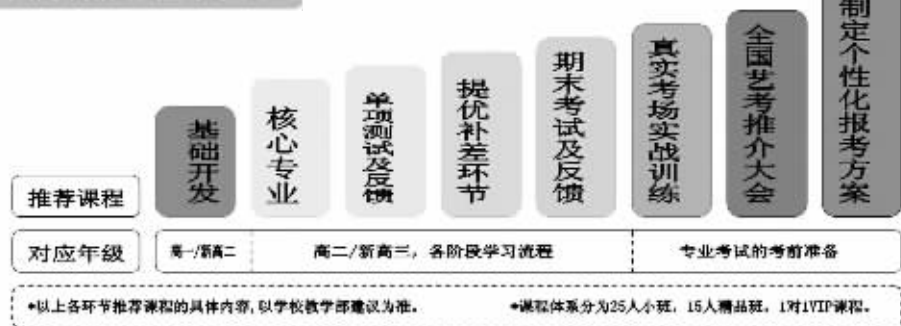 基础开发
核心专业
单项测试及反馈
提优补差环节
期末考试及反馈
真实考场实战训练
全国艺考推介大会
制定个性化报考方案
推荐课程
对应年级
高一/新高二
高二/新高三，各阶段学习流程
专业考试的考前准备
*以上各环节推荐课程的具体内容,以学校教学部建议为准。
*课程体系分为25人小班，15人精品班，1对1VIP课程。